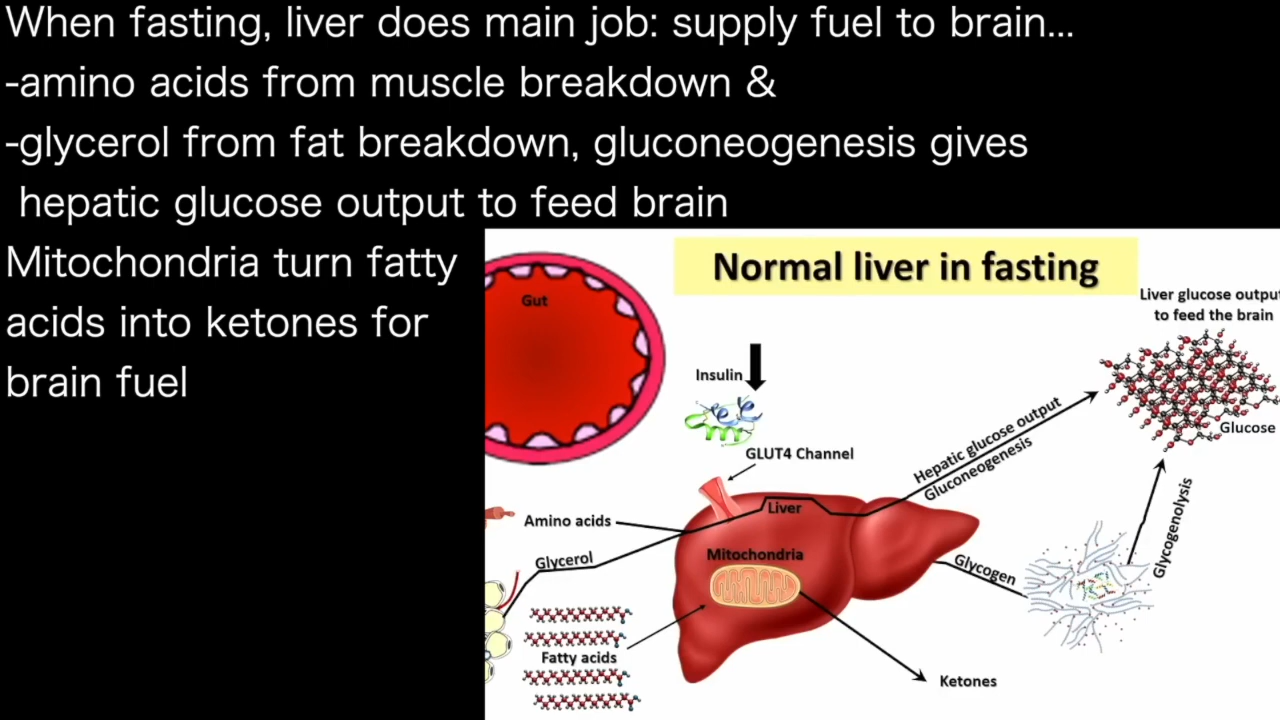 When fasting, liver does main job: supply fuel to brain...
-amino acids from muscle breakdown &
-glycerol from fat breakdown, gluconeogenesis gives
hepatic glucose output to feed brain
Mitochondria turn fatty
acids into ketones for
brain fuel
Normal liver in fasting
Gut
Liver glucose output
to feed the brain
Insulin
Glucose
GLUT4 Channel
Hepatic glucose output
Gluconeogenesis
Liver
Amino acids
Glycerol
Mitochondria
Glycogen
Glycogenolysis
Fatty acids
Ketones